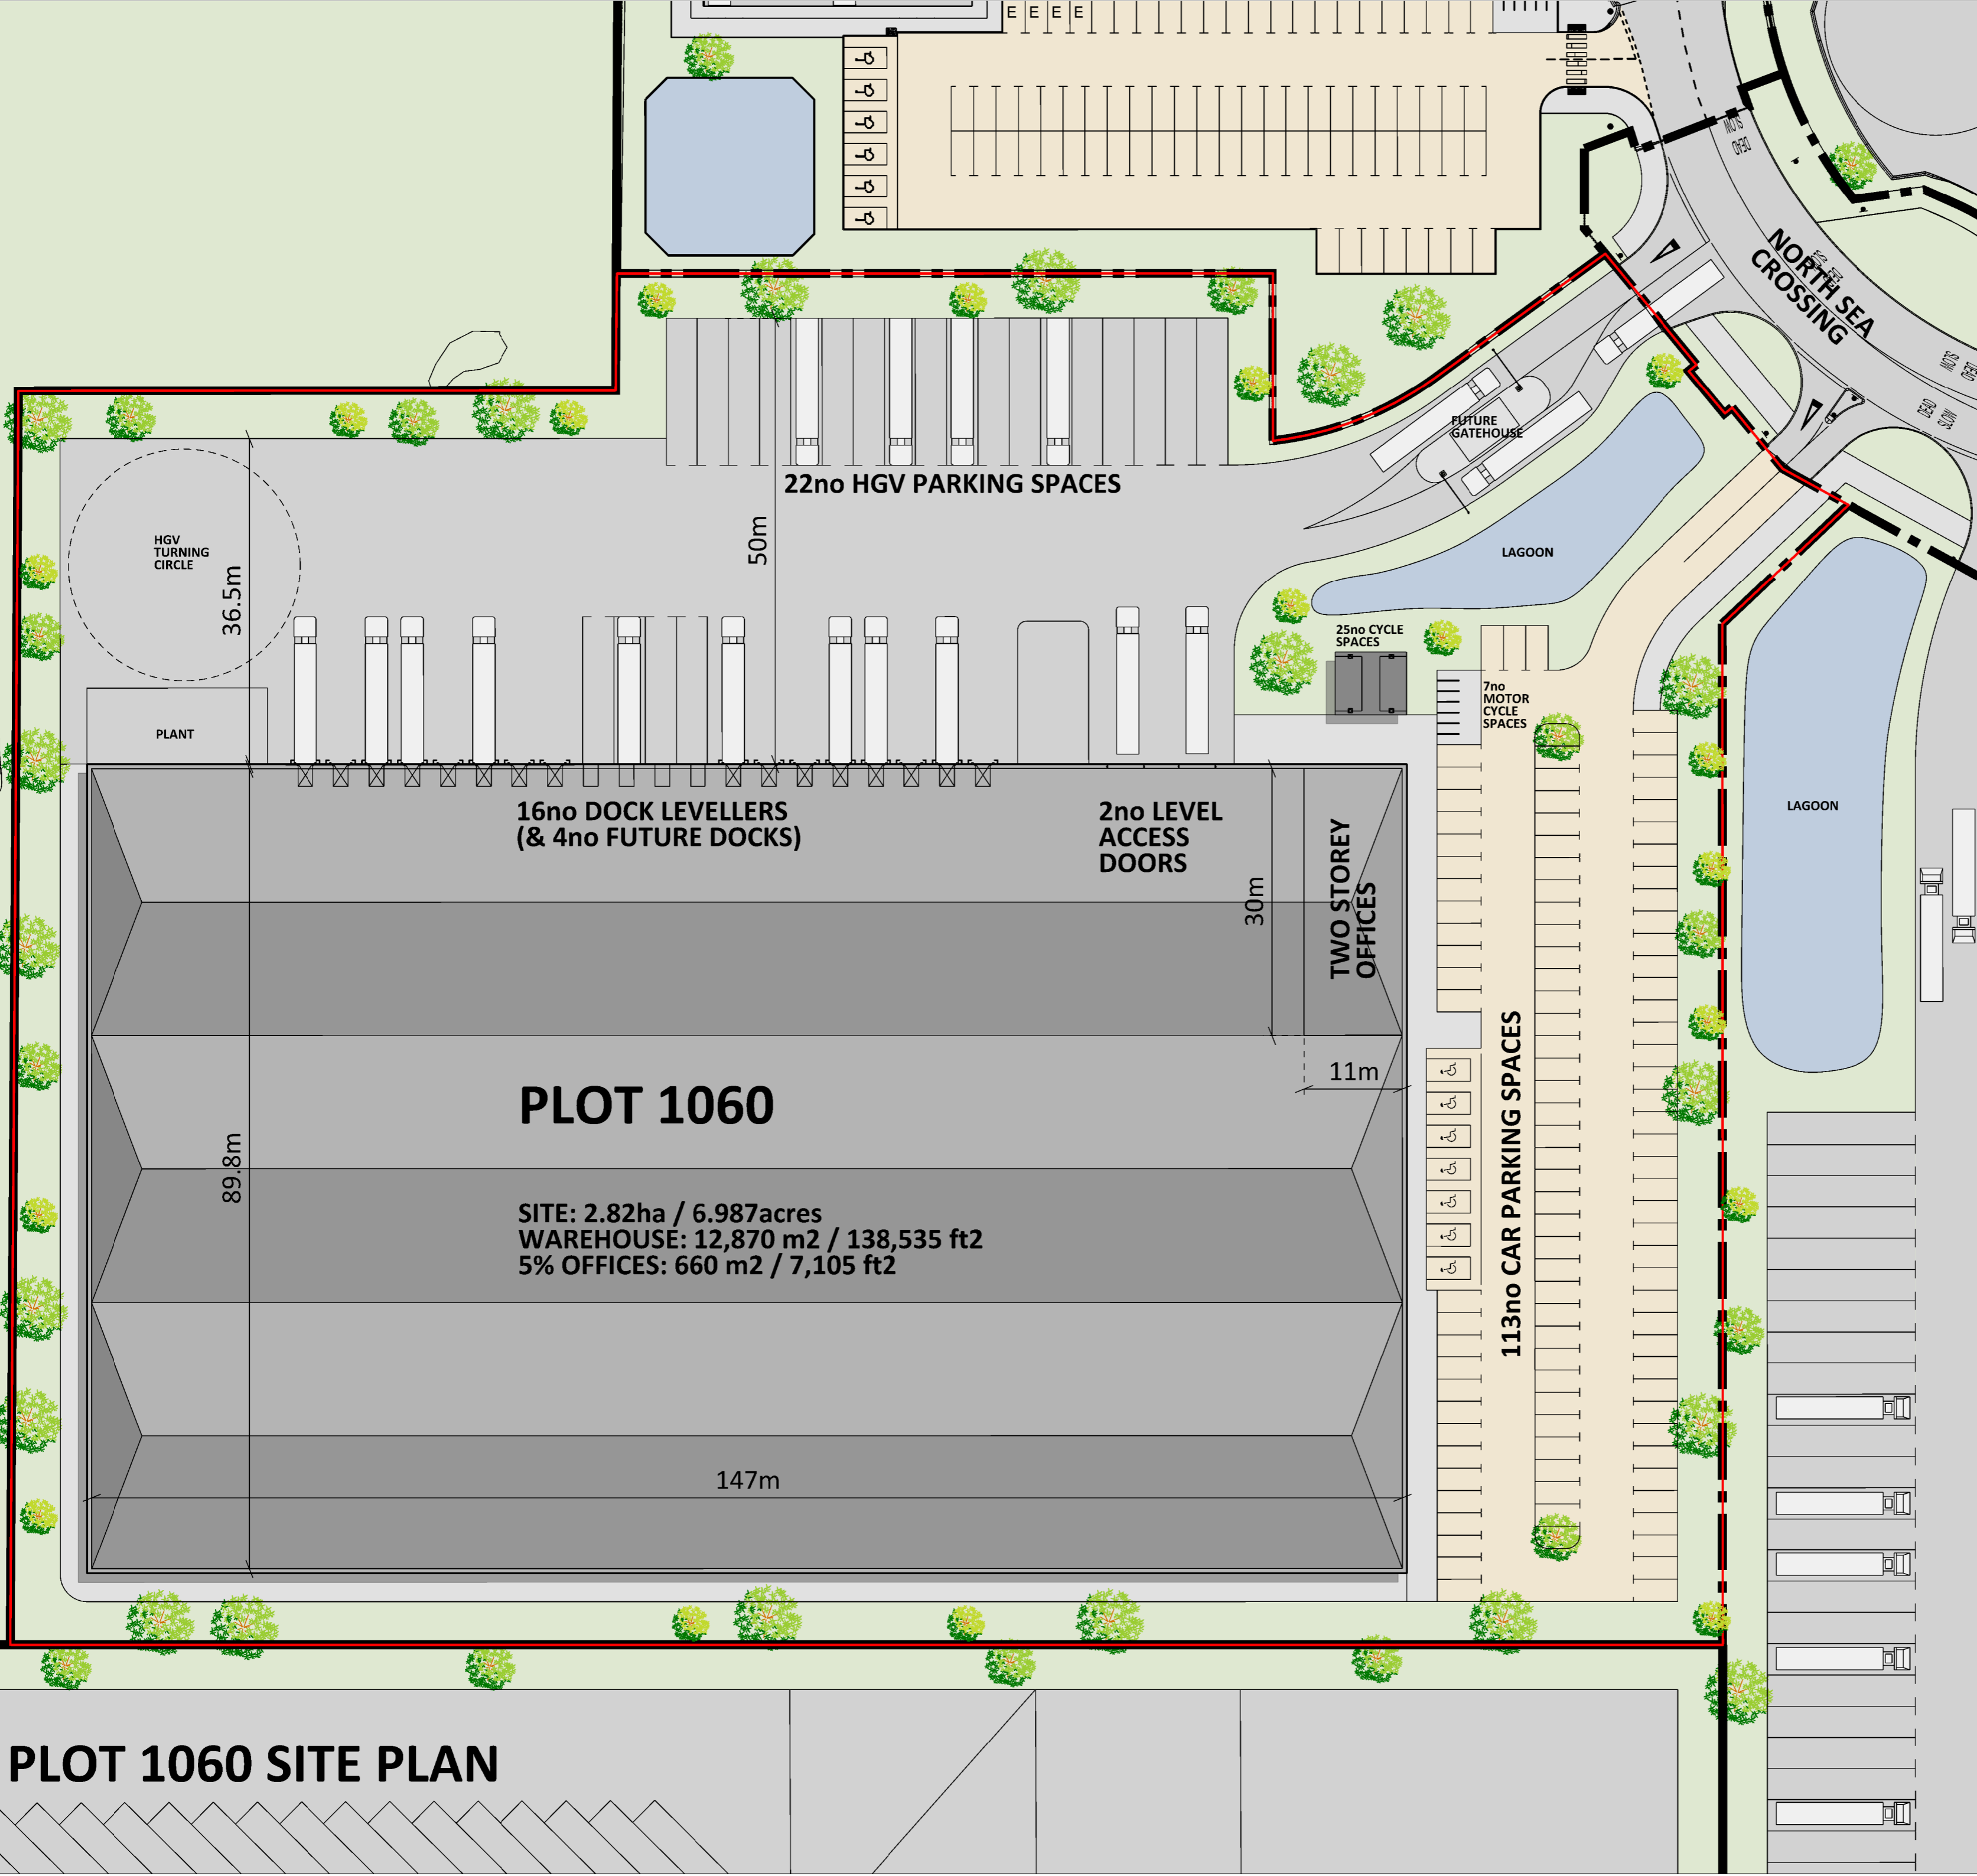 E E E E
SLOW
DEAD
NORTH SEA
CROSSING
SLOW
DEAD
DEAD
SLOW
FUTURE
GATEHOUSE
22no HGV PARKING SPACES
HGV
TURNING
CIRCLE
36.5m
50m
LAGOON
25no CYCLE
SPACES
7no
MOTOR
CYCLE
SPACES
PLANT
16no DOCK LEVELLERS
(& 4no FUTURE DOCKS)
2no LEVEL
ACCESS
DOORS
30m
TWO STOREY
OFFICES
LAGOON
11m
PLOT 1060
89.8m
113no CAR PARKING SPACES
SITE: 2.82ha / 6.987acres
WAREHOUSE: 12,870 m2 / 138,535 ft2
5% OFFICES: 660 m2 / 7,105 ft2
147m
PLOT 1060 SITE PLAN